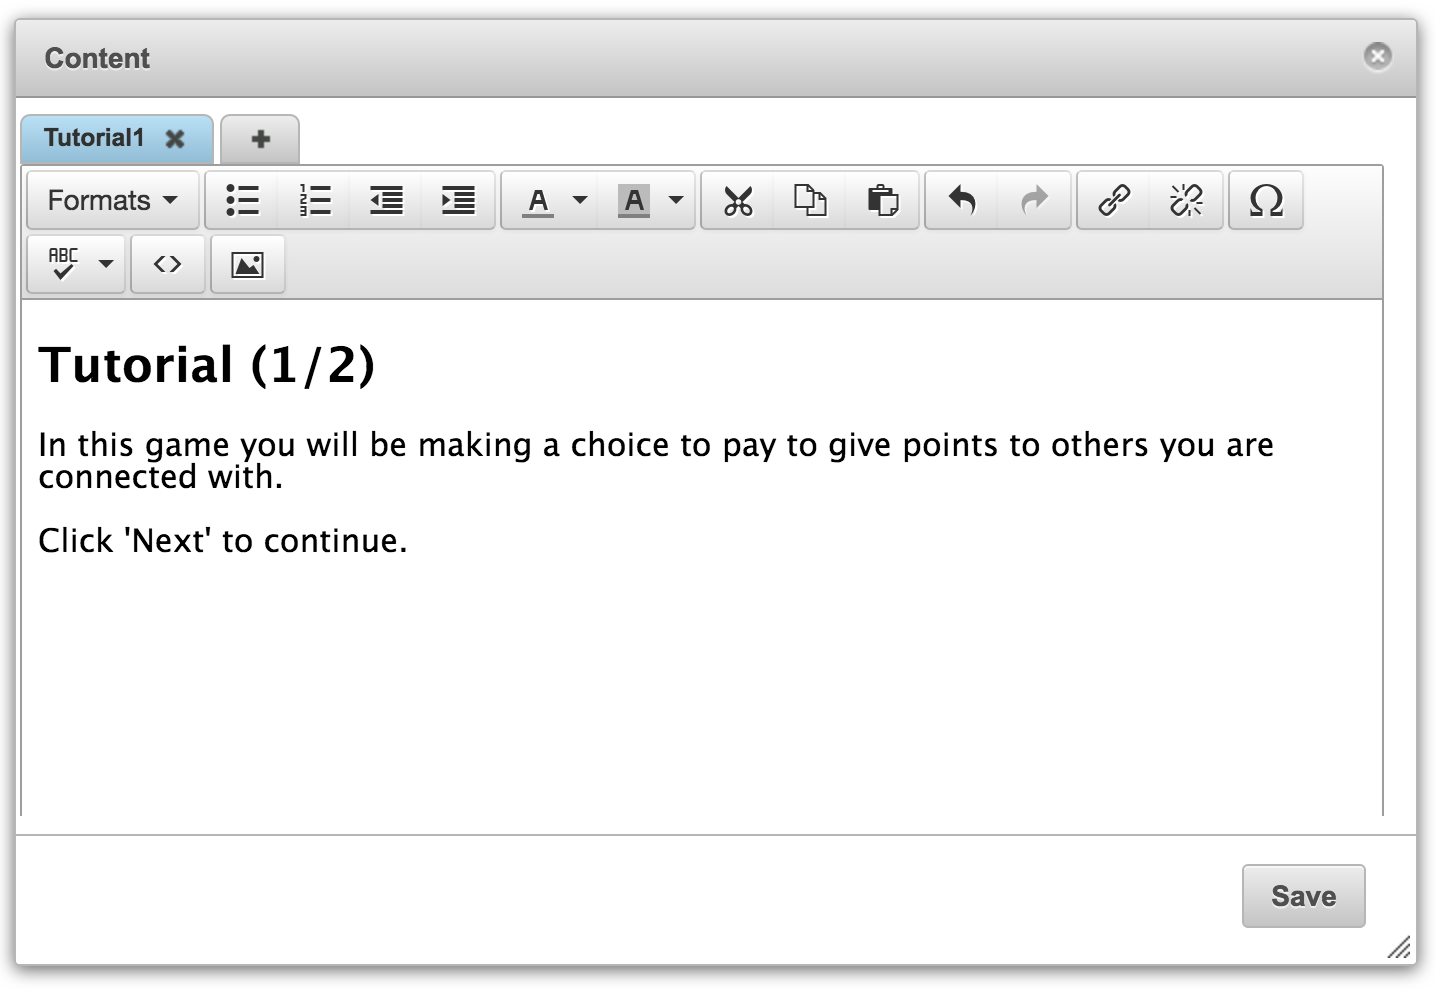 Content
Tutorial1
Formats
A A Ω
ABC
Tutorial (1/2)
In this game you will be making a choice to pay to give points to others you are
connected with.
Click 'Next' to continue.
Save